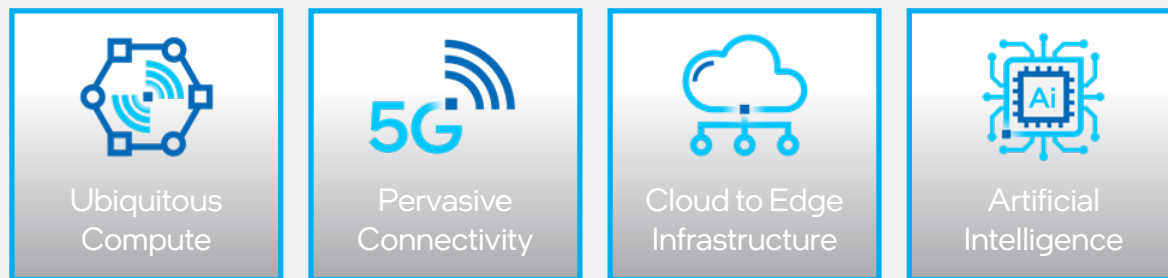 5G
Ai
Ubiquitous
Compute
Pervasive
Connectivity
Cloud to Edge
Infrastructure
Artificial
Intelligence